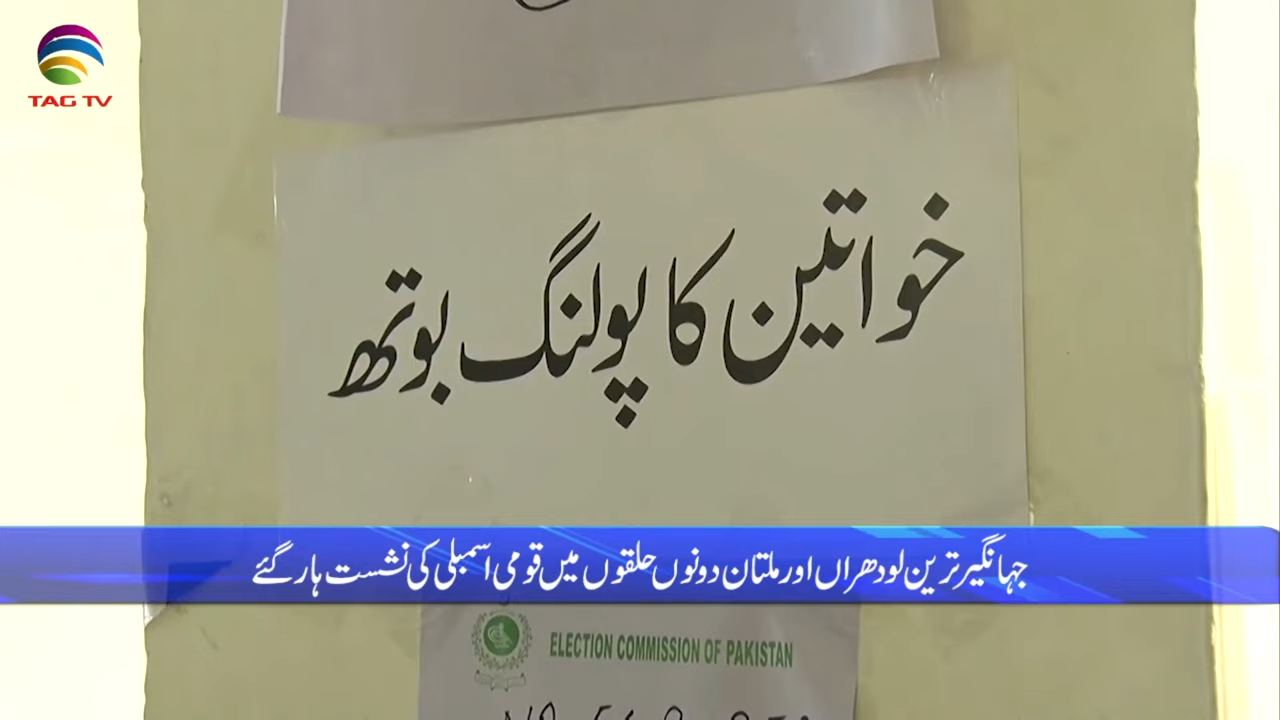 TAG TV
خواتین کا پولنگ بوتھ
جہانگیر ترین لودھراں اور ملتان دونوں حلقوں میں قومی اسمبلی کی نشست ہار گئے
ELECTION COMMISSION OF PAKISTAN